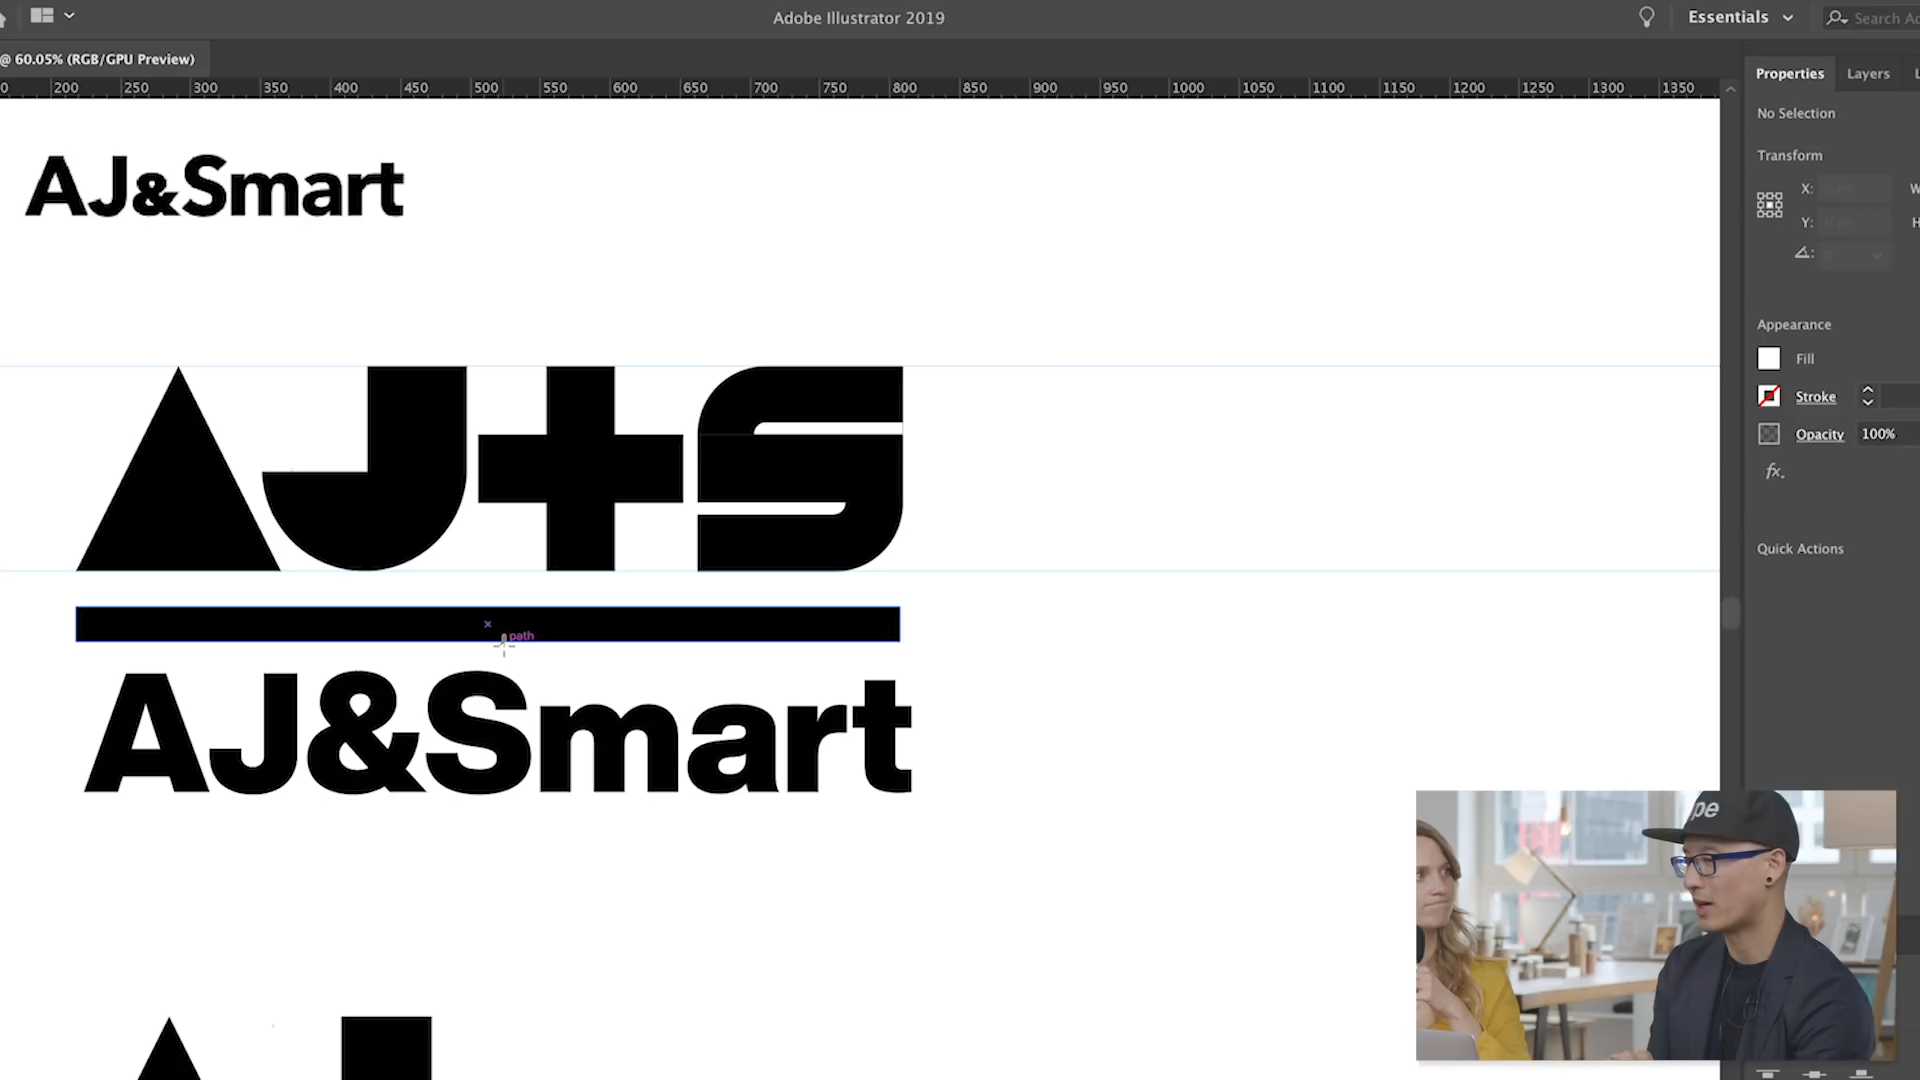 Adobe Illustrator 2019
Essentials
Search
@ 60.05% (RGB/GPU Preview)
200 250 300 350 400 450 500 550 600 650 700 750 800 850 900 950 1000 1050 1100 1150 1200 1250 1300 1350
Properties Layers
No Selection
Transform
X:
Y:
Appearance
Fill
Stroke
Opacity 100%
fx.
Quick Actions
AJ&Smart
AJ+S
path
AJ&Smart
pe